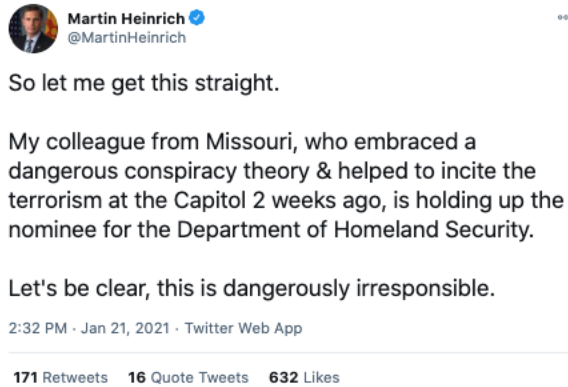 Martin Heinrich
@MartinHeinrich
So let me get this straight.
My colleague from Missouri, who embraced a
dangerous conspiracy theory & helped to incite the
terrorism at the Capitol 2 weeks ago, is holding up the
nominee for the Department of Homeland Security.
Let's be clear, this is dangerously irresponsible.
2:32 PM · Jan 21, 2021 · Twitter Web App
171 Retweets 16 Quote Tweets 632 Likes